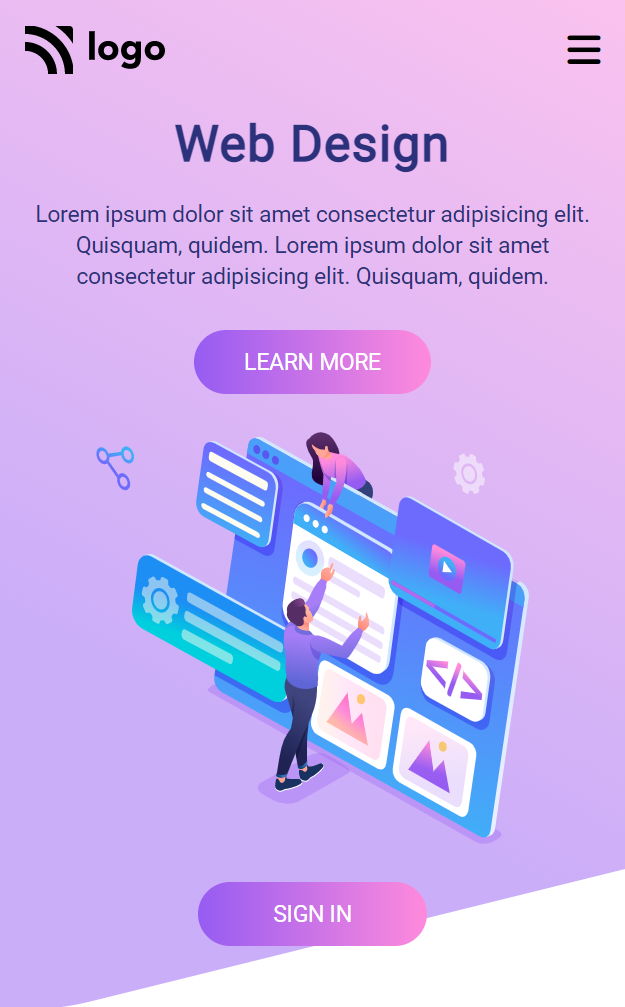 logo
Web Design
Lorem ipsum dolor sit amet consectetur adipisicing elit.
Quisquam, quidem. Lorem ipsum dolor sit amet
consectetur adipisicing elit. Quisquam, quidem.
LEARN MORE
</>
SIGN IN